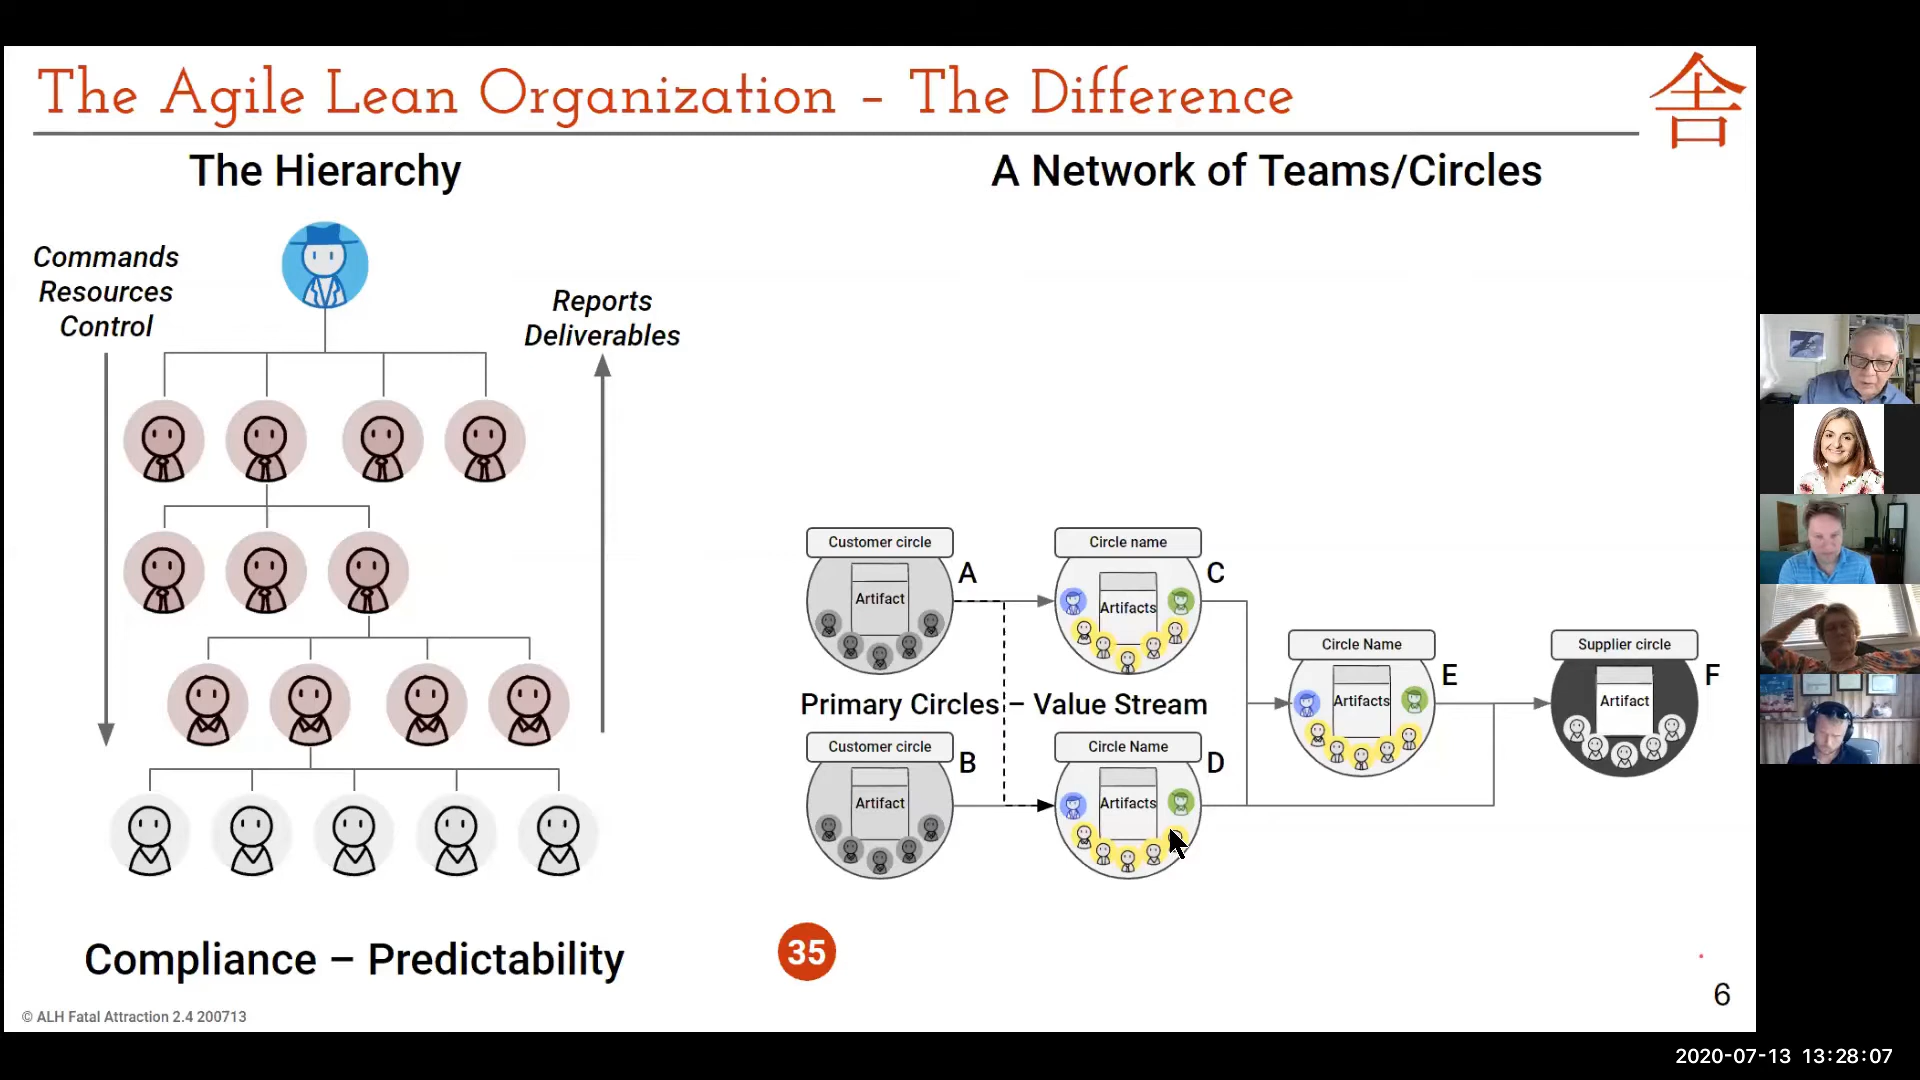 The Agile Lean Organization – The Difference
舎
The Hierarchy
A Network of Teams/Circles
Commands
Resources
Control
Reports
Deliverables
Customer circle
Artifact
A
Circle name
Artifacts
C
Circle Name
Artifacts
E
Supplier circle
Artifact
F
Primary Circles – Value Stream
Customer circle
Artifact
B
Circle Name
Artifacts
D
Compliance – Predictability
35
6
© ALH Fatal Attraction 2.4 200713
2020-07-13 13:28:07